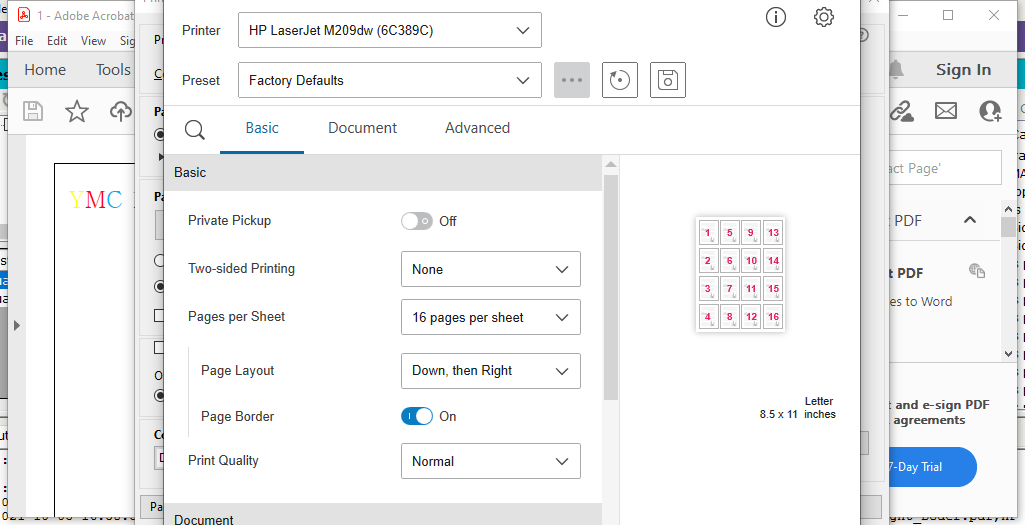 1 - Adobe Acrobat
File Edit View Sig
Home Tools
Sign In
YMC
Printer HP LaserJet M209dw (6C389C)
Preset Factory Defaults
Basic Document Advanced
Basic
Private Pickup Off
Two-sided Printing None
Pages per Sheet 16 pages per sheet
Page Layout Down, then Right
Page Border On
Print Quality Normal
Document
1 5 9 13
2 6 10 14
3 7 11 15
4 8 12 16
Letter
8.5 x 11 inches
act Page'
PDF
t PDF
es to Word
t and e-sign PDF
agreements
7-Day Trial
Pa